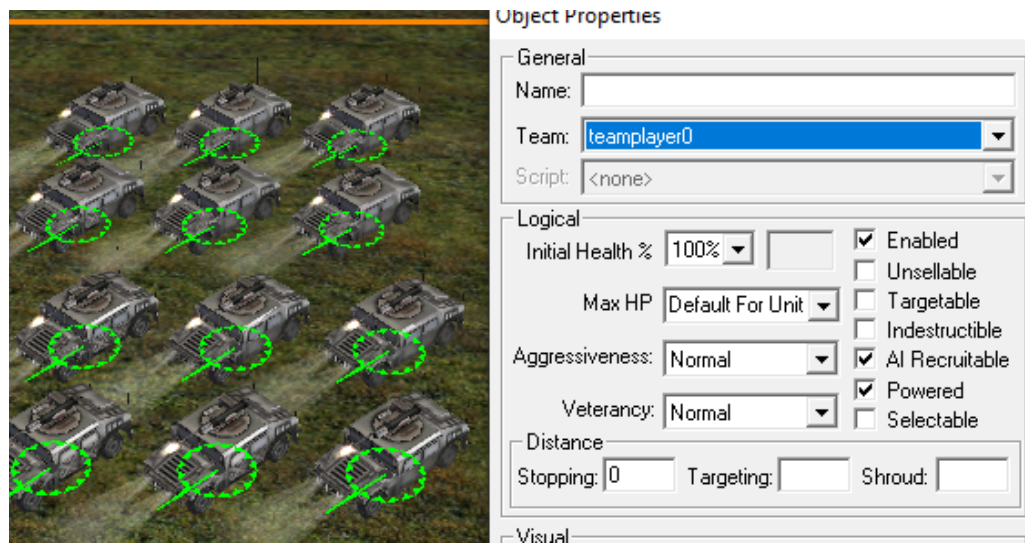 Object Properties
General
Name:
Team: teamplayer0
Script: <none>
Logical
Initial Health % 100%
Max HP Default For Unit
Aggressiveness: Normal
Veterancy: Normal
Enabled
Unsellable
Targetable
Indestructible
AI Recruitable
Powered
Selectable
Distance
Stopping: 0 Targeting: Shroud:
Visual